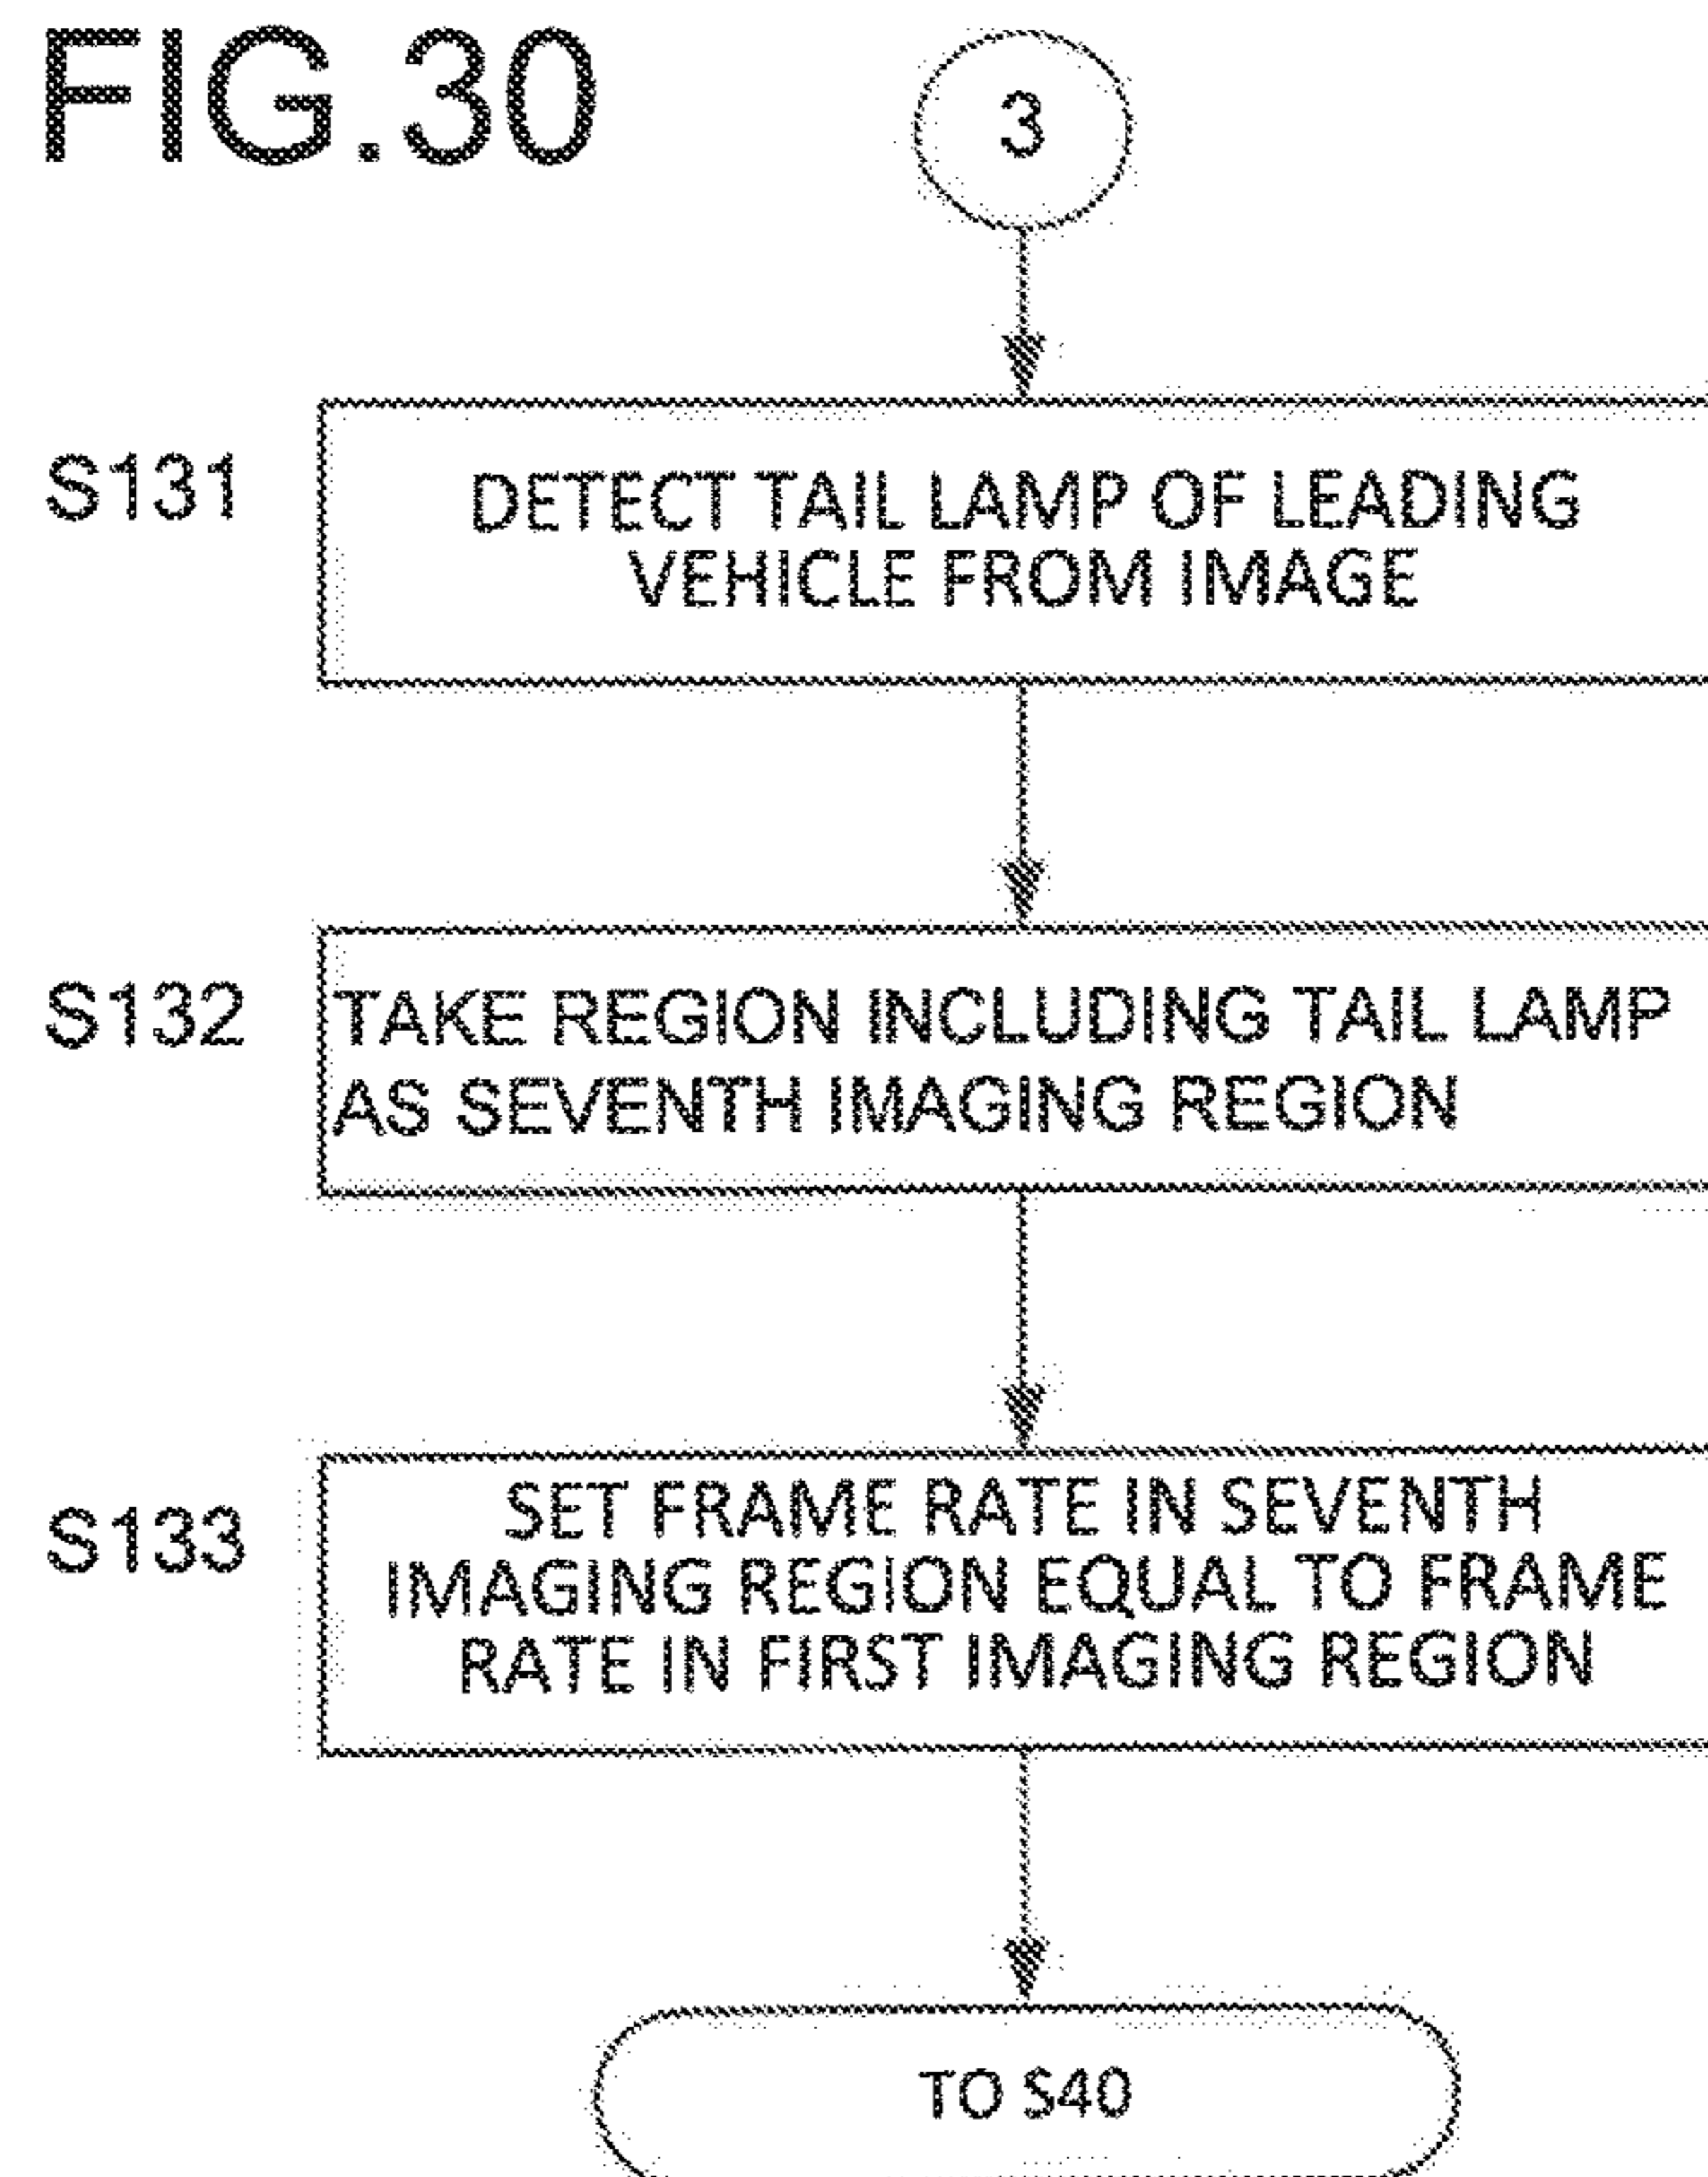 FIG.30
3
S131
DETECT TAIL LAMP OF LEADING
VEHICLE FROM IMAGE
S132
TAKE REGION INCLUDING TAIL LAMP
AS SEVENTH IMAGING REGION
S133
SET FRAME RATE IN SEVENTH
IMAGING REGION EQUAL TO FRAME
RATE IN FIRST IMAGING REGION
TO S40